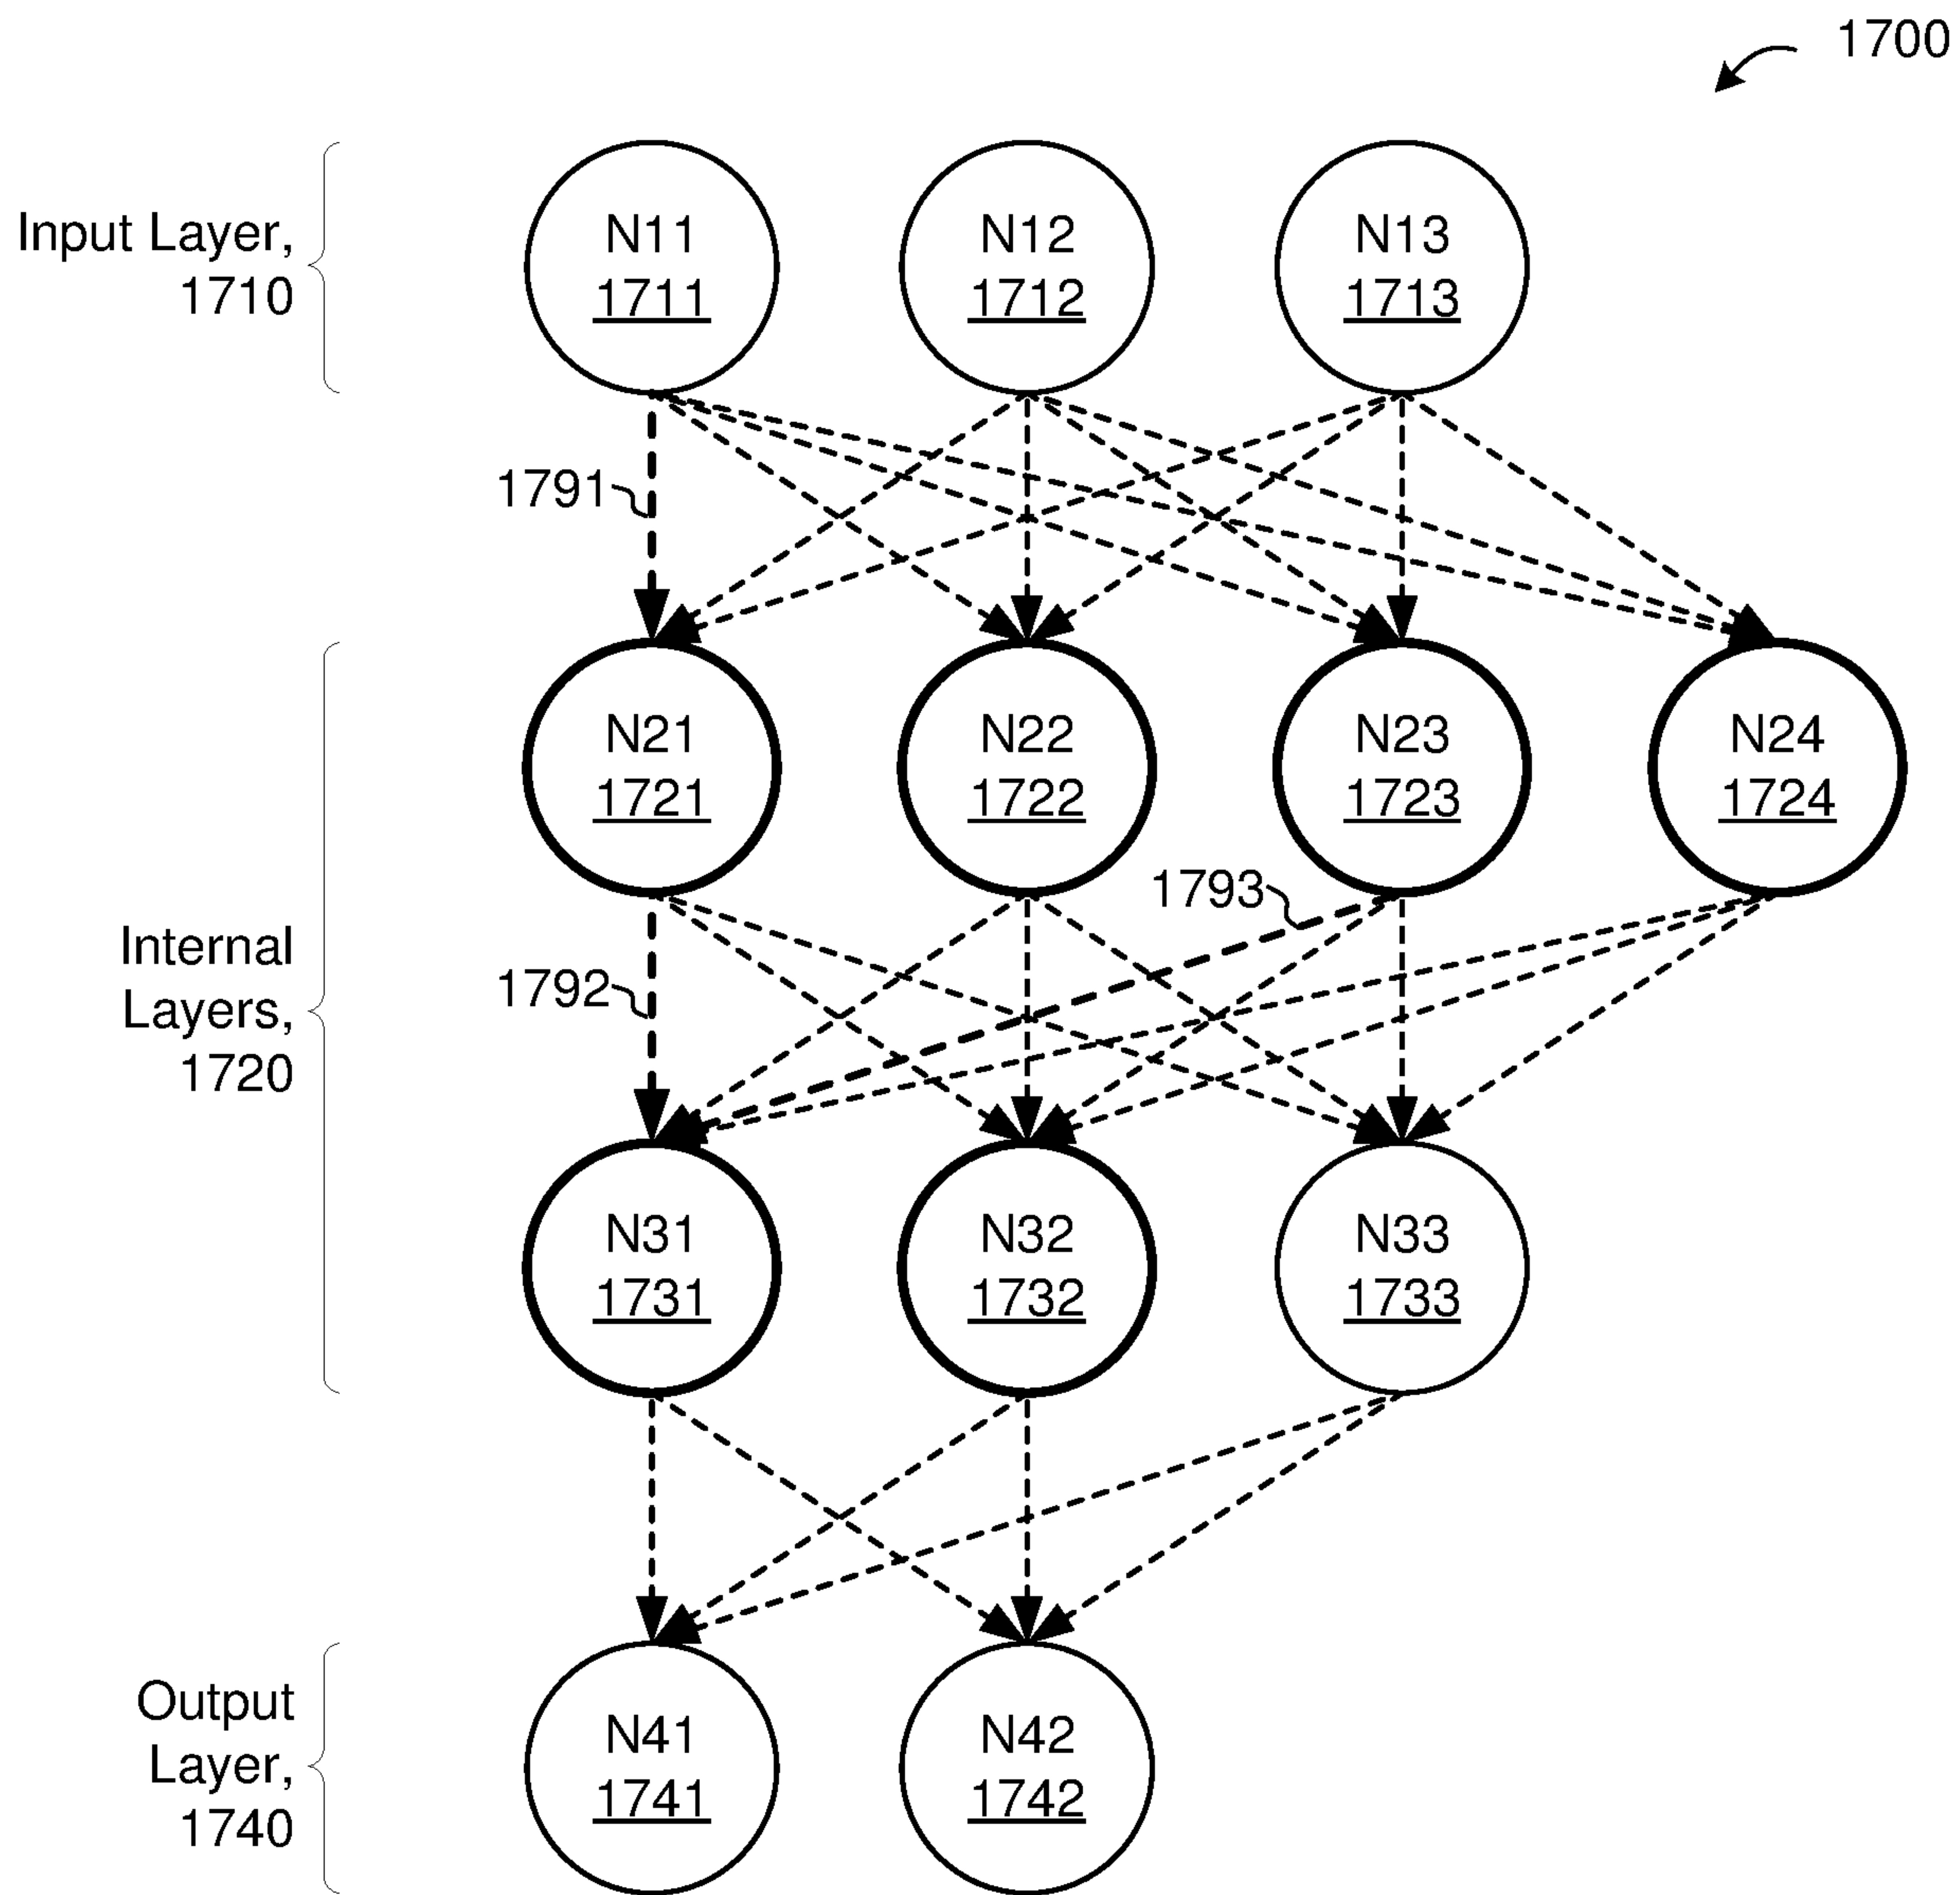 1700
Input Layer,
1710
N11
1711
N12
1712
N13
1713
1791
N21
1721
N22
1722
N23
1723
N24
1724
1793
Internal
Layers,
1720
1792
N31
1731
N32
1732
N33
1733
Output
Layer,
1740
N41
1741
N42
1742